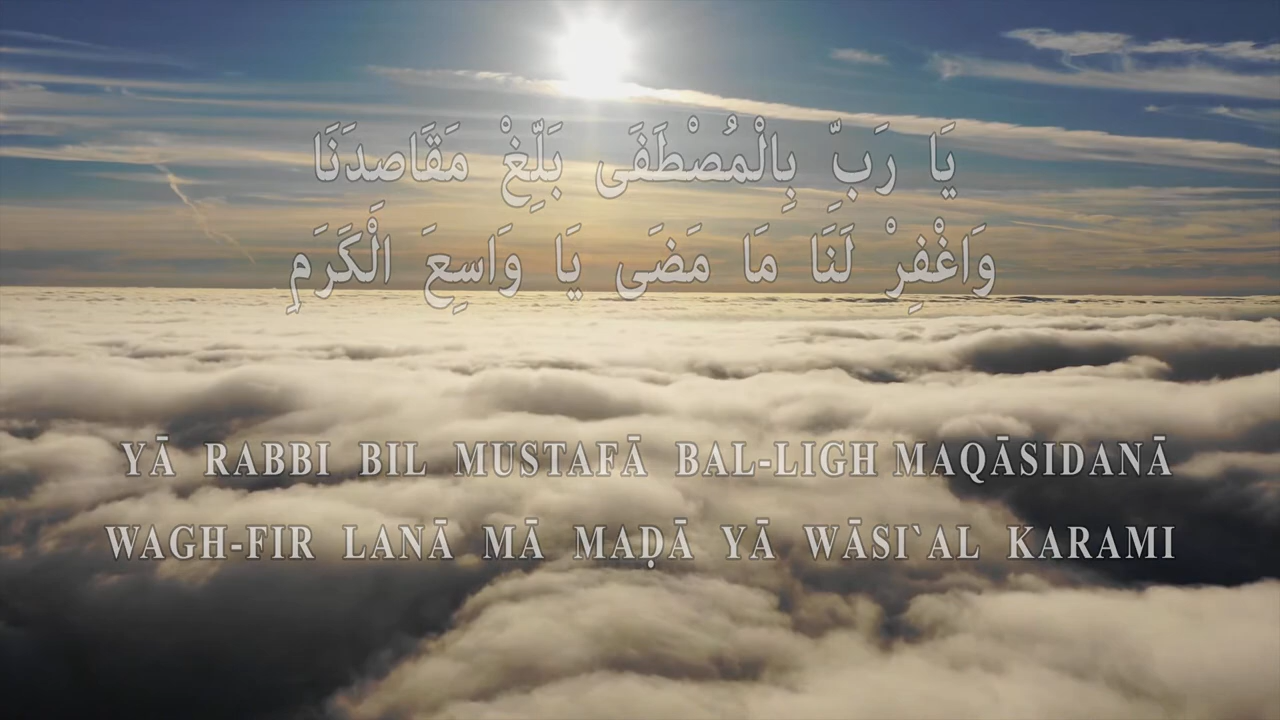 يَا رَبِّ بِالْمُصْطَفَى بَلِّغْ مَقَاصدَنَا
وَاغْفِرْ لَنَا مَا مَضَى يَا وَاسِعَ الْكَرَمِ
YĀ RABBI BIL MUSTAFĀ BAL-LIGH MAQĀSIDANĀ
WAGH-FIR LANĀ MĀ MAḌĀ YĀ WĀSI`AL KARAMI